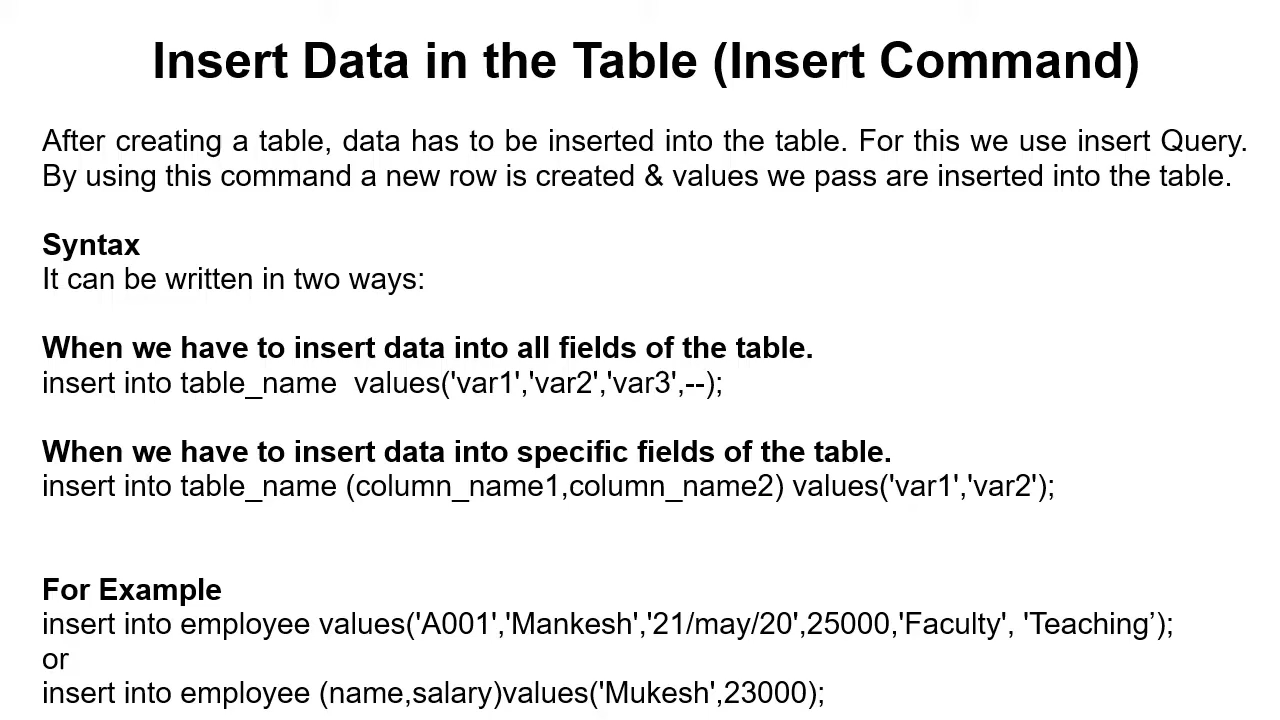 Insert Data in the Table (Insert Command)
After creating a table, data has to be inserted into the table. For this we use insert Query.
By using this command a new row is created & values we pass are inserted into the table.
Syntax
It can be written in two ways:
When we have to insert data into all fields of the table.
insert into table_name  values('var1','var2','var3',--);
When we have to insert data into specific fields of the table.
insert into table_name (column_name1,column_name2) values('var1','var2');
For Example
insert into employee values('A001','Mankesh','21/may/20',25000,'Faculty', 'Teaching’);
or
insert into employee (name,salary)values('Mukesh',23000);